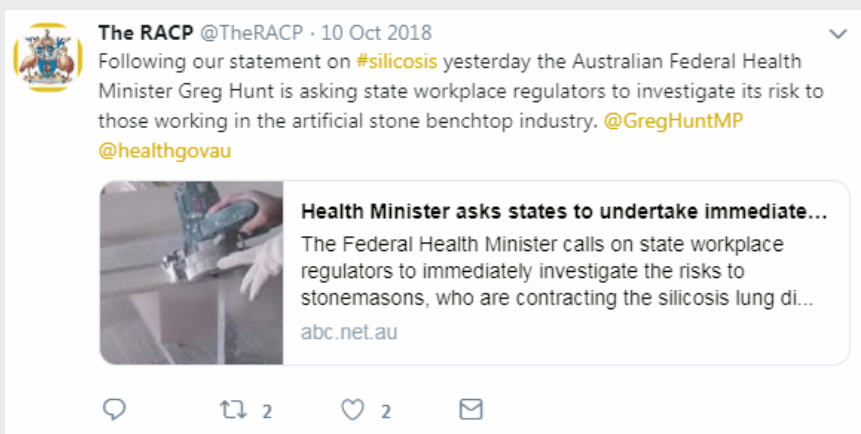 The RACP @TheRACP · 10 Oct 2018
Following our statement on #silicosis yesterday the Australian Federal Health
Minister Greg Hunt is asking state workplace regulators to investigate its risk to
those working in the artificial stone benchtop industry. @GregHuntMP
@healthgovau
Health Minister asks states to undertake immediate...
The Federal Health Minister calls on state workplace
regulators to immediately investigate the risks to
stonemasons, who are contracting the silicosis lung di...
abc.net.au
2 2